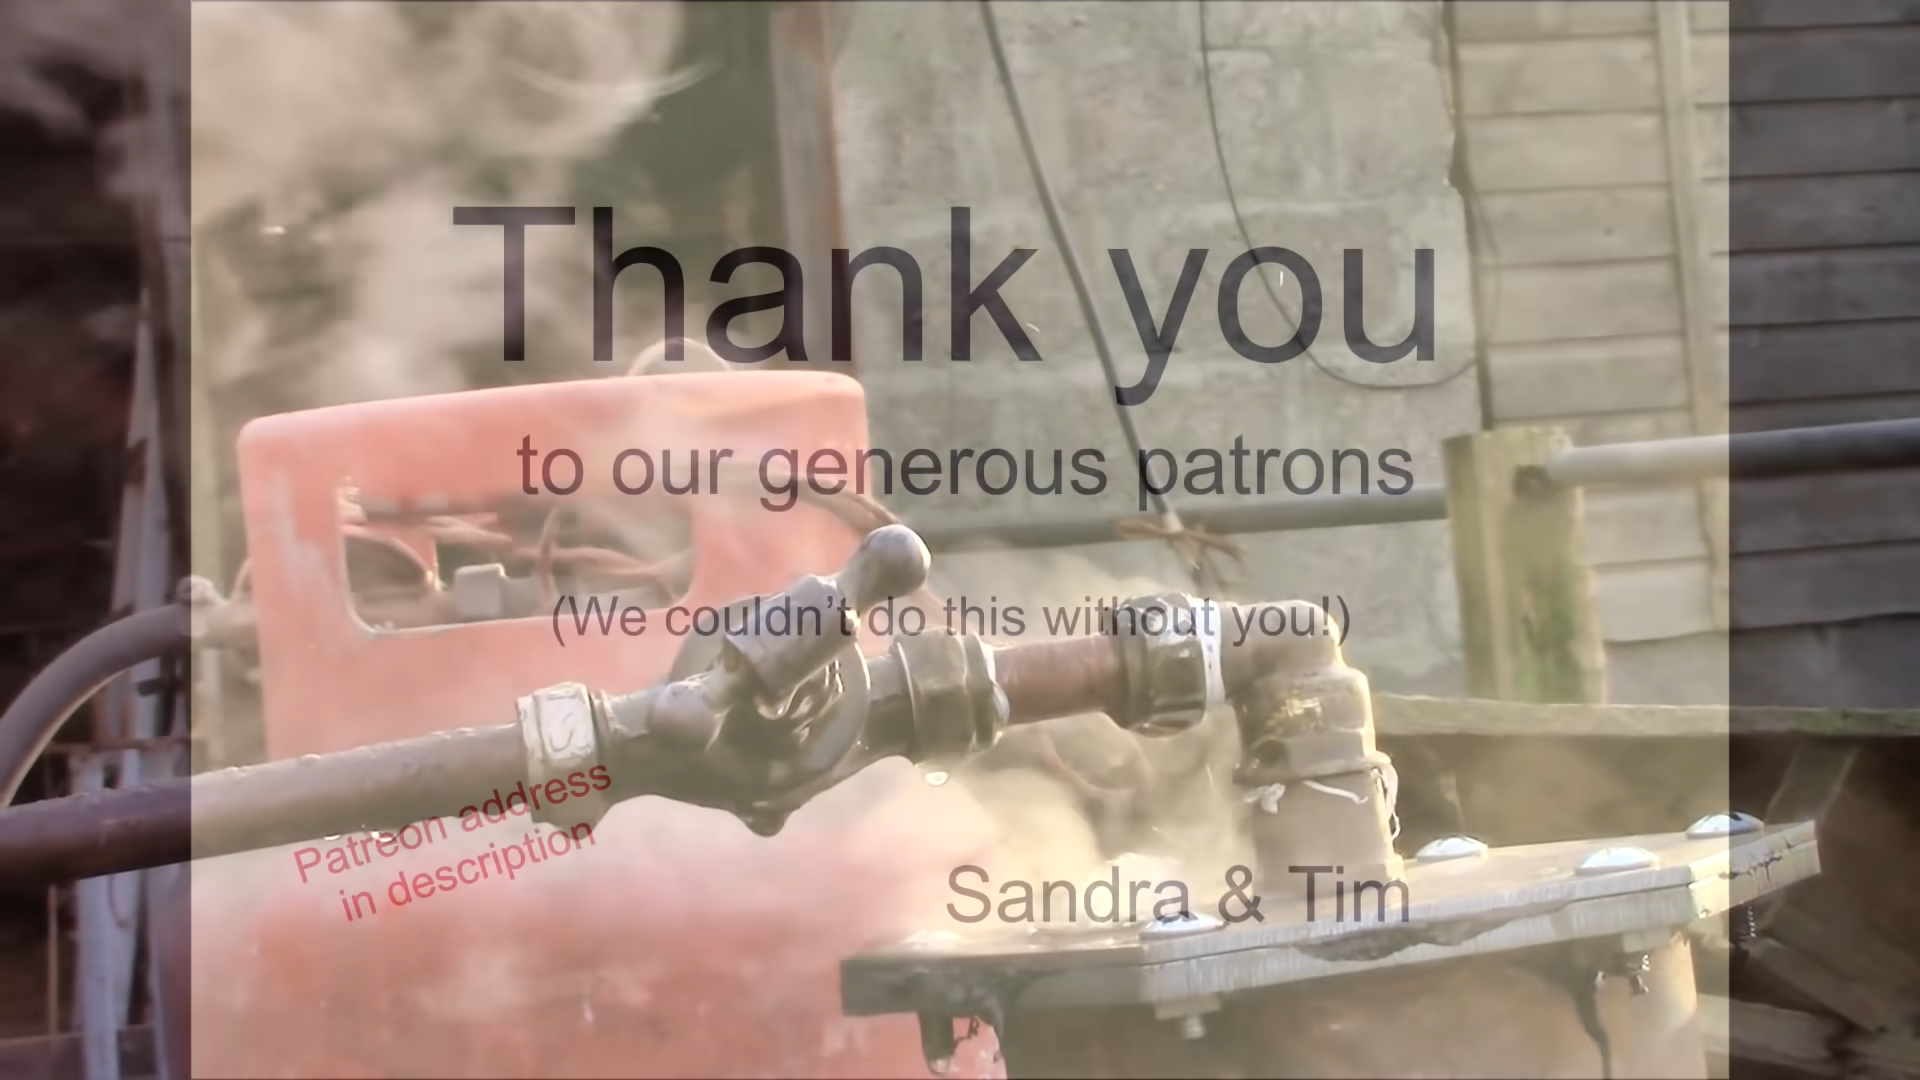 Thank you
to our generous patrons
(We couldn’t do this without you!)
Patreon address
in description
Sandra & Tim